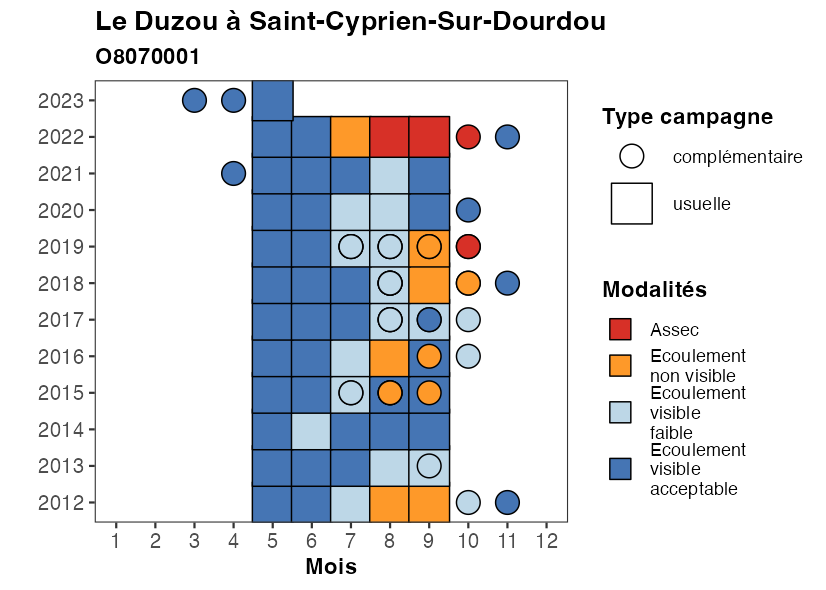 Le Duzou à Saint-Cyprien-Sur-Dourdou
O8070001
2023
2022
2021
2020
2019
2018
2017
2016
2015
2014
2013
2012
1 2 3 4 5 6 7 8 9 10 11 12
Mois
Type campagne
complémentaire
usuelle
Modalités
Assec
Ecoulement
non visible
Ecoulement
visible
faible
Ecoulement
visible
acceptable